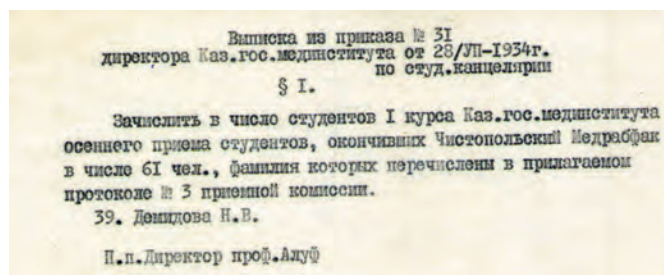 Выписка из приказа № 31
директора Каз.гос.мединститута от 28/УП-1934г.
по студ.канцелярии
§ I.
Зачислить в число студентов I курса Каз.гос.мединститута
осеннего приема студентов, окончивших Чистопольский Медрабфак
в числе 61 чел., фамилия которых перечислены в прилагаемом
протоколе № 3 приемной комиссии.
39. Демидова Н.В.
П.п.Директор проф.Алуф